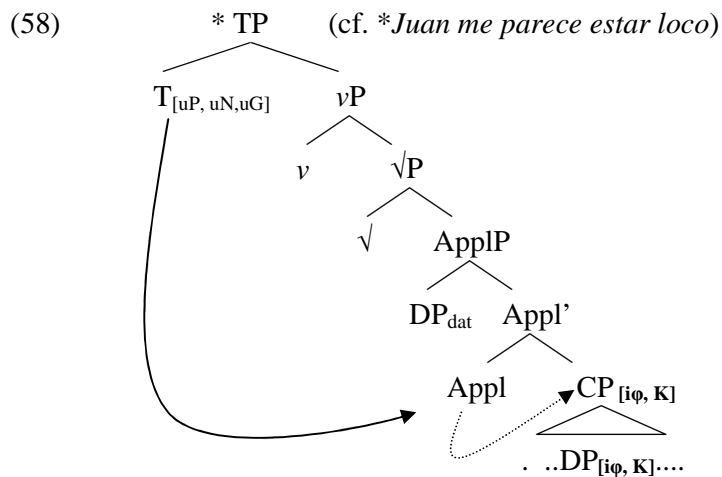 (58) * TP (cf. *Juan me parece estar loco)
T[uP, uN,uG] vP
v √P
√ ApplP
DPdat Appl’
Appl CP[iφ, K]
. ..DP[iφ, K]....